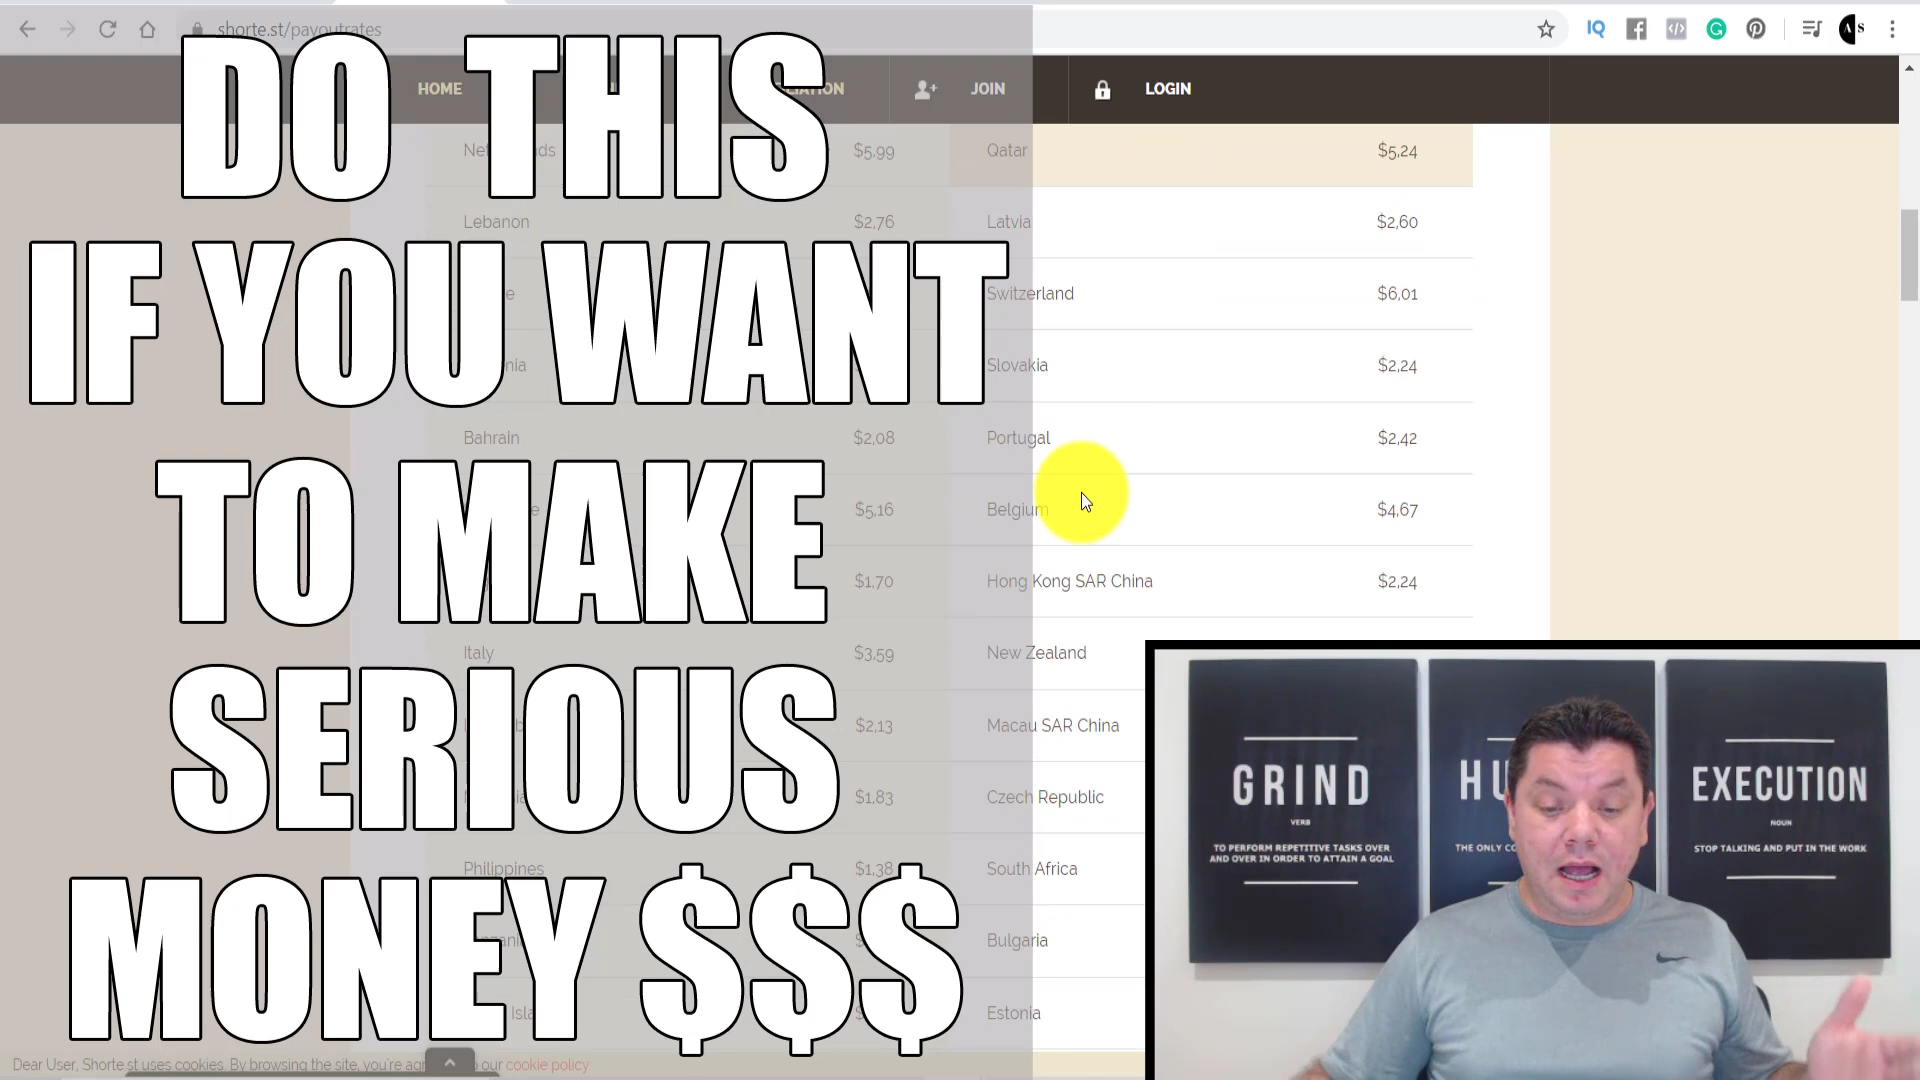 shorte.st/payoutrates
HOME
JOIN
LOGIN
DO THIS
IF YOU WANT
TO MAKE
SERIOUS
MONEY $$$
$5,99 Qatar $5,24
Lebanon $2,76 Latvia $2,60
Switzerland $6,01
Slovakia $2,24
Bahrain $2,08 Portugal $2,42
$5,16 Belgium $4,67
$1,70 Hong Kong SAR China $2,24
Italy $3,59 New Zealand
$2,13 Macau SAR China
$1,83 Czech Republic
Philippines $1,38 South Africa
Bulgaria
Estonia
Dear User, Shorte.st uses cookies. By browsing the site, you're our cookie policy.
GRIND
VERB
TO PERFORM REPETITIVE TASKS OVER
AND OVER IN ORDER TO ATTAIN A GOAL
THE ONLY
EXECUTION
NOUN
STOP TALKING AND PUT IN THE WORK